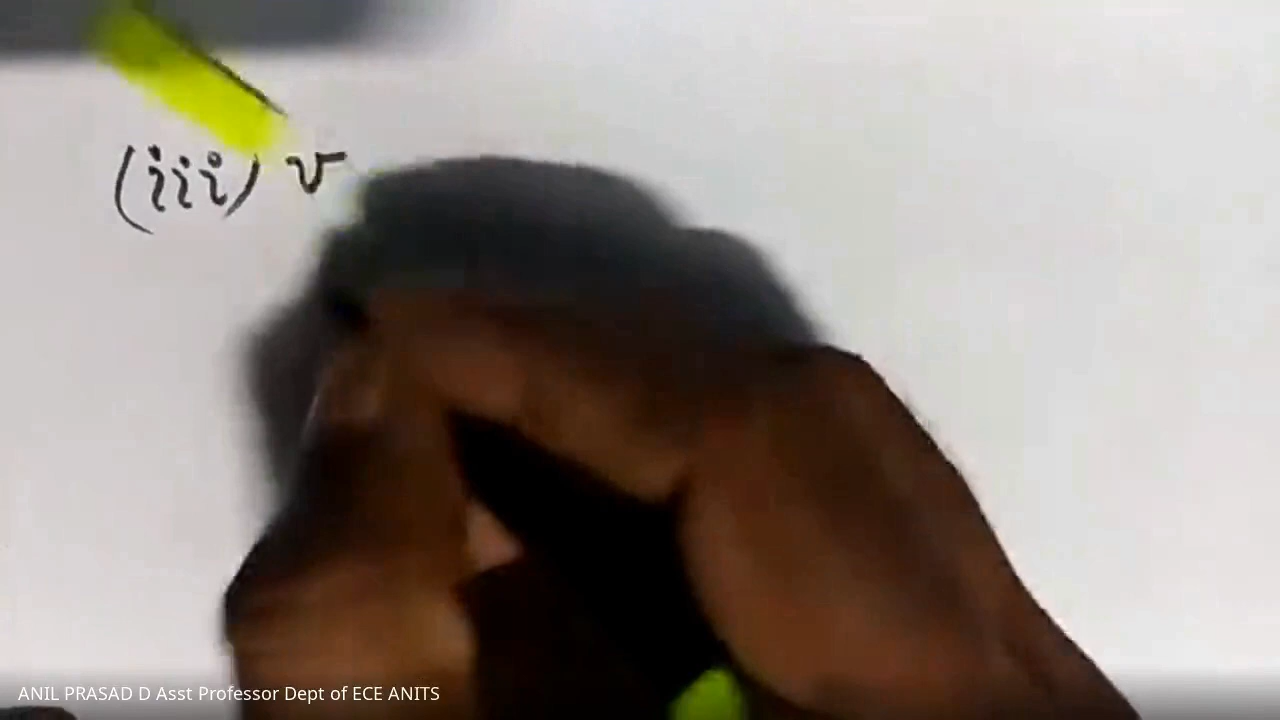 (iii) v
ANIL PRASAD D Asst Professor Dept of ECE ANITS